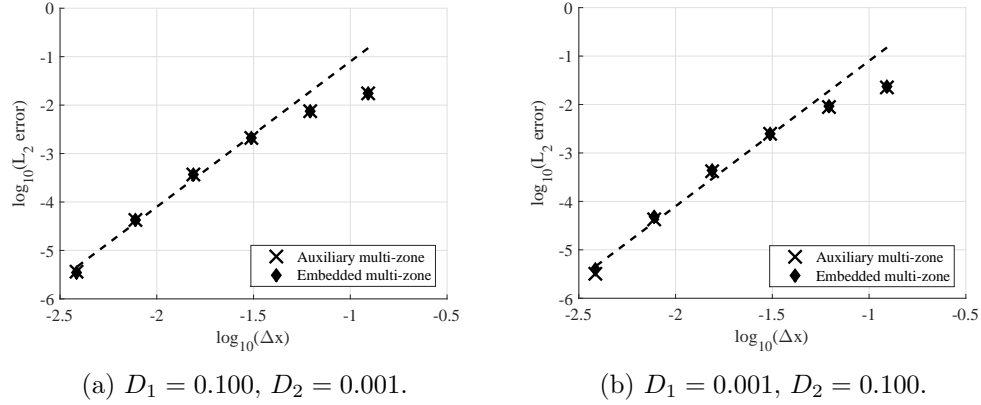 -1
-2
-3
-4
-5
-6
-2.5 -2 -1.5 -1 -0.5
log10(Δx)
log10(L2 error)
Auxiliary multi-zone
Embedded multi-zone
(a) D1 = 0.100, D2 = 0.001.
0
-1
-2
-3
-4
-5
-6
-2.5 -2 -1.5 -1 -0.5
log10(Δx)
log10(L2 error)
Auxiliary multi-zone
Embedded multi-zone
(b) D1 = 0.001, D2 = 0.100.